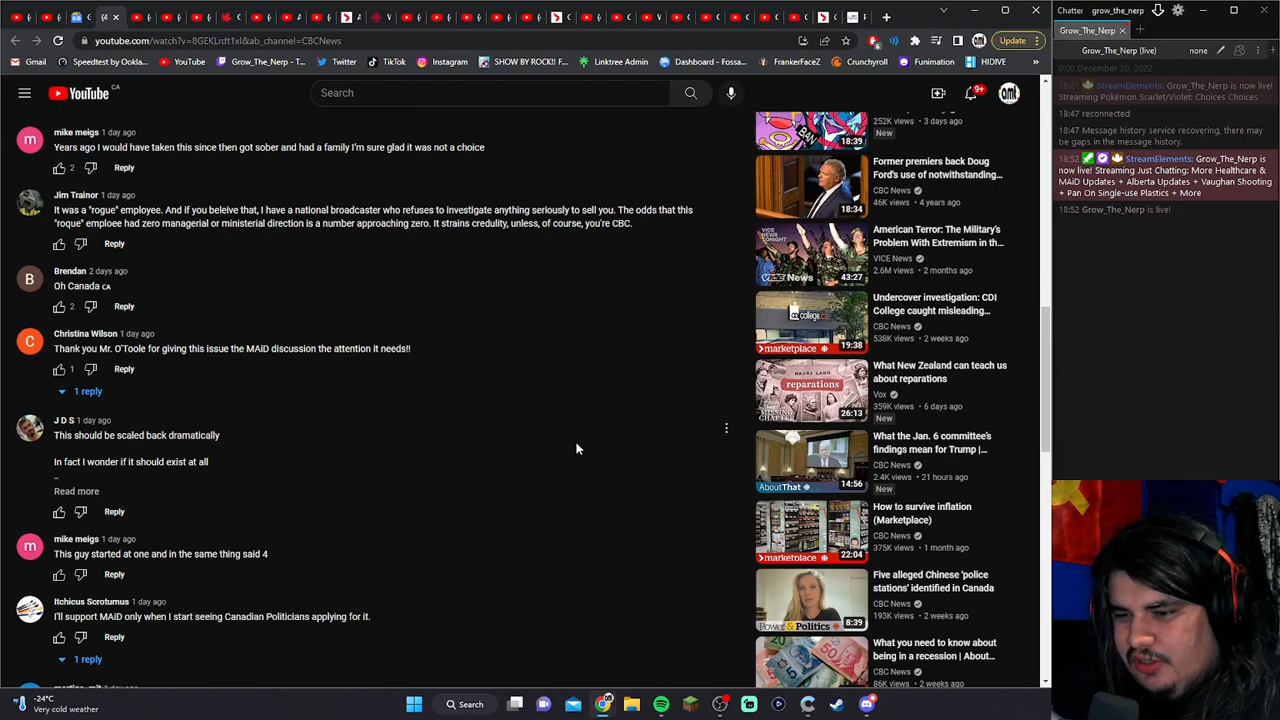 youtube.com/watch?v=8GEKLrdt1xI&ab_channel=CBCNews
Update
Gmail
Speedtest by Ookla...
YouTube
Grow_The_Nerp - T...
Twitter
TikTok
Instagram
SHOW BY ROCK!! F...
Linktree Admin
Dashboard - Fossa...
FrankerFaceZ
Crunchyroll
Funimation
HIDIVE
YouTube CA
Search
9+
mike meigs 1 day ago
Years ago I would have taken this since then got sober and had a family I'm sure glad it was not a choice
2
Reply
Jim Trainor 1 day ago
It was a "rogue" employee. And if you beleive that, I have a national broadcaster who refuses to investigate anything seriously to sell you. The odds that this
"roque" emploee had zero managerial or ministerial direction is a number approaching zero. It strains credulity, unless, of course, you're CBC.
Reply
Brendan 2 days ago
Oh Canada CA
2
Reply
Christina Wilson 1 day ago
Thank you Mr. O'Toole for giving this issue the MAiD discussion the attention it needs!!
1
Reply
1 reply
J D S 1 day ago
This should be scaled back dramatically
In fact I wonder if it should exist at all
Read more
Reply
mike meigs 1 day ago
This guy started at one and in the same thing said 4
Reply
Itchicus Scrotumus 1 day ago
I'll support MAiD only when I start seeing Canadian Politicians applying for it.
Reply
1 reply
BAN
18:39
252K views • 3 days ago
New
18:34
Former premiers back Doug
Ford's use of notwithstanding...
CBC News
46K views • 4 years ago
VICE News
43:27
American Terror: The Military's
Problem With Extremism in th...
VICE News
2.6M views • 2 months ago
college.ca
marketplace
19:38
Undercover investigation: CDI
College caught misleading...
CBC News
538K views • 2 weeks ago
MAORI LAND
reparations
MISSING CHAPTER
26:13
What New Zealand can teach us
about reparations
Vox
359K views • 6 days ago
New
AboutThat
14:56
What the Jan. 6 committee's
findings mean for Trump |...
CBC News
2.4K views • 21 hours ago
New
marketplace
22:04
How to survive inflation
(Marketplace)
CBC News
375K views • 1 month ago
Power & Politics
8:39
Five alleged Chinese 'police
stations' identified in Canada
CBC News
193K views • 2 weeks ago
What you need to know about
being in a recession | About...
CBC News
86K views • 2 weeks ago
Chatter
grow_the_nerp
Grow_The_Nerp
Grow_The_Nerp (live)
none
0:00 December 20, 2022
18:21 StreamElements: Grow_The_Nerp is now live!
Streaming Pokémon Scarlet/Violet: Choices Choices
18:47 reconnected
18:47 Message history service recovering, there may
be gaps in the message history.
18:52 StreamElements: Grow_The_Nerp is
now live! Streaming Just Chatting: More Healthcare &
MAiD Updates + Alberta Updates + Vaughan Shooting
+ Pan On Single-use Plastics + More
18:52 Grow_The_Nerp is live!
-24°C
Very cold weather
Search